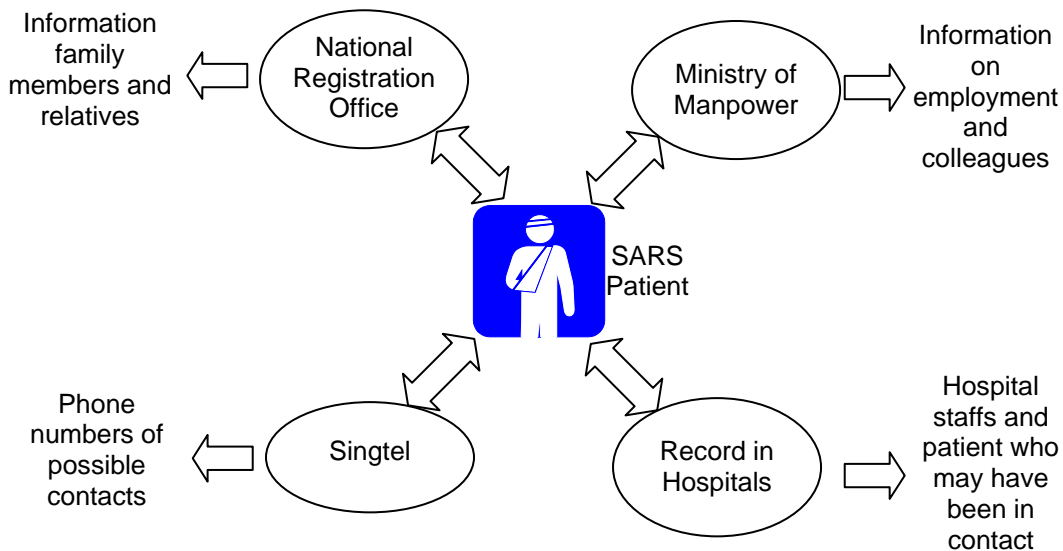 Information
family
members and
relatives
National
Registration
Office
Ministry of
Manpower
Information
on
employment
and
colleagues
SARS
Patient
Phone
numbers of
possible
contacts
Singtel
Record in
Hospitals
Hospital
staffs and
patient who
may have
been in
contact